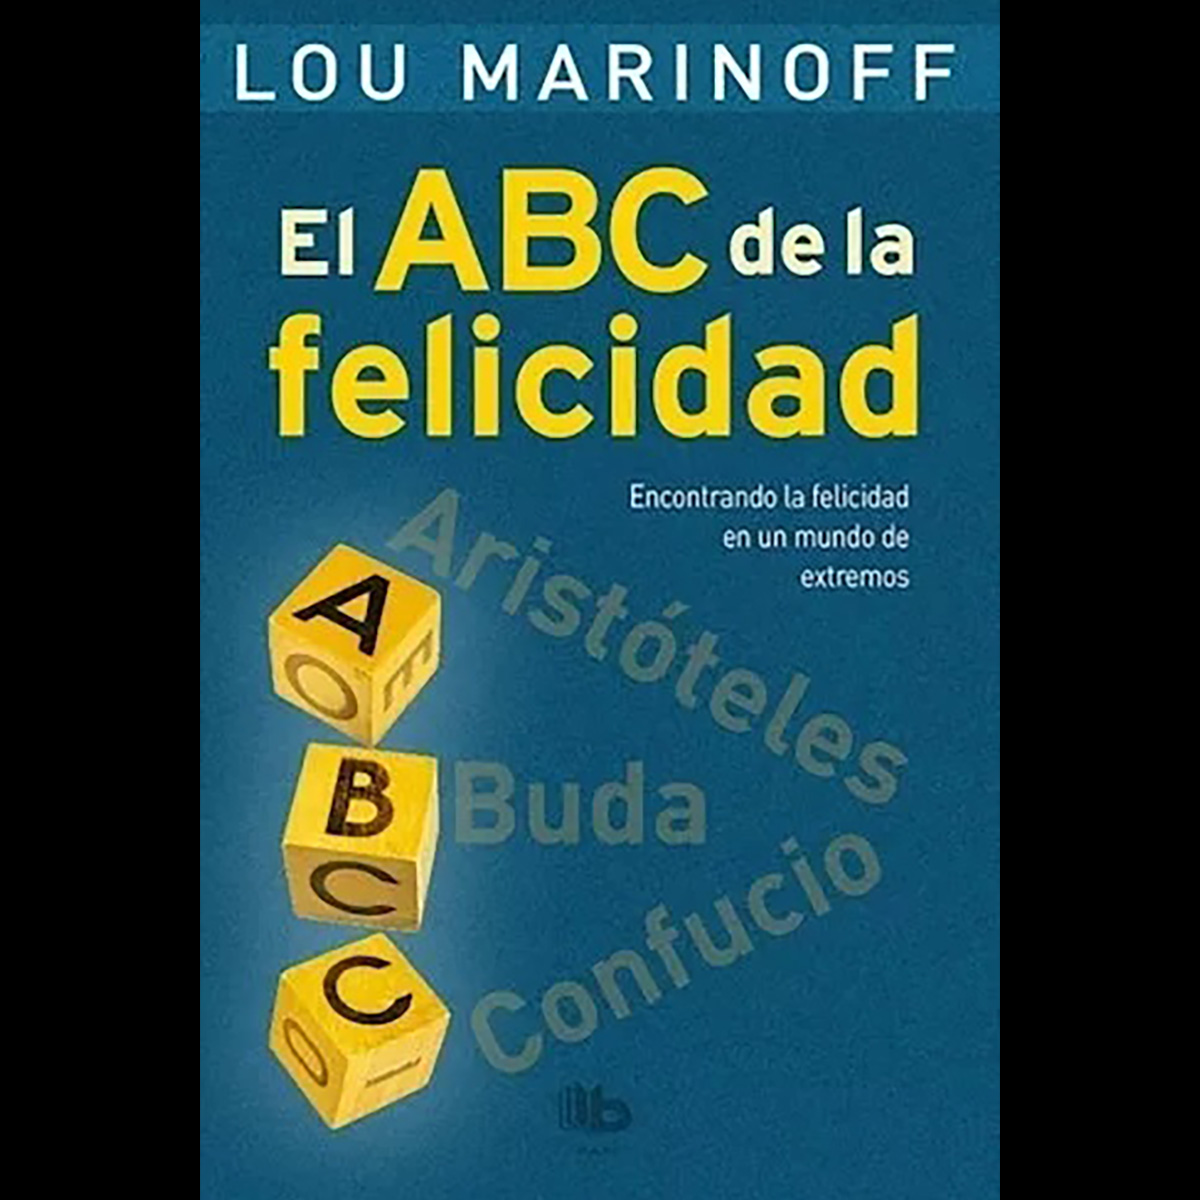 LOU MARINOFF
El ABC de la
felicidad
Encontrando la felicidad
en un mundo de
extremos
Aristóteles
Buda
Confucio
A
O E
B
C
C
O I
b